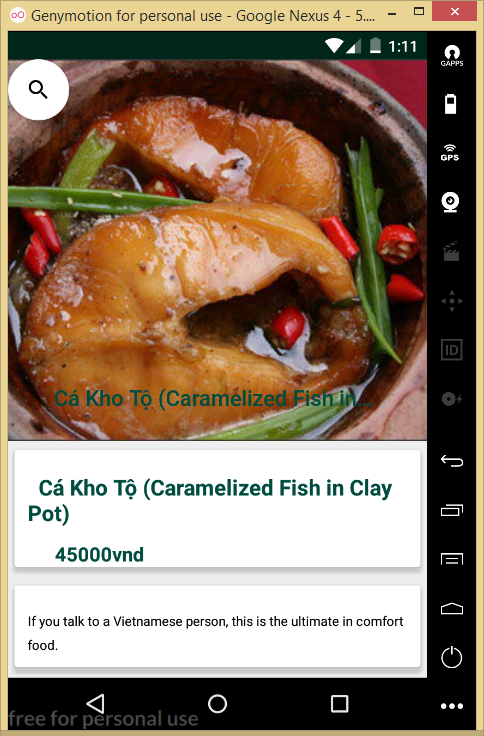 Genymotion for personal use - Google Nexus 4 - 5....
1:11
GAPPS
GPS
ID
Cá Kho Tộ (Caramelized Fish in...
Cá Kho Tộ (Caramelized Fish in Clay
Pot)
45000vnd
If you talk to a Vietnamese person, this is the ultimate in comfort
food.
free for personal use